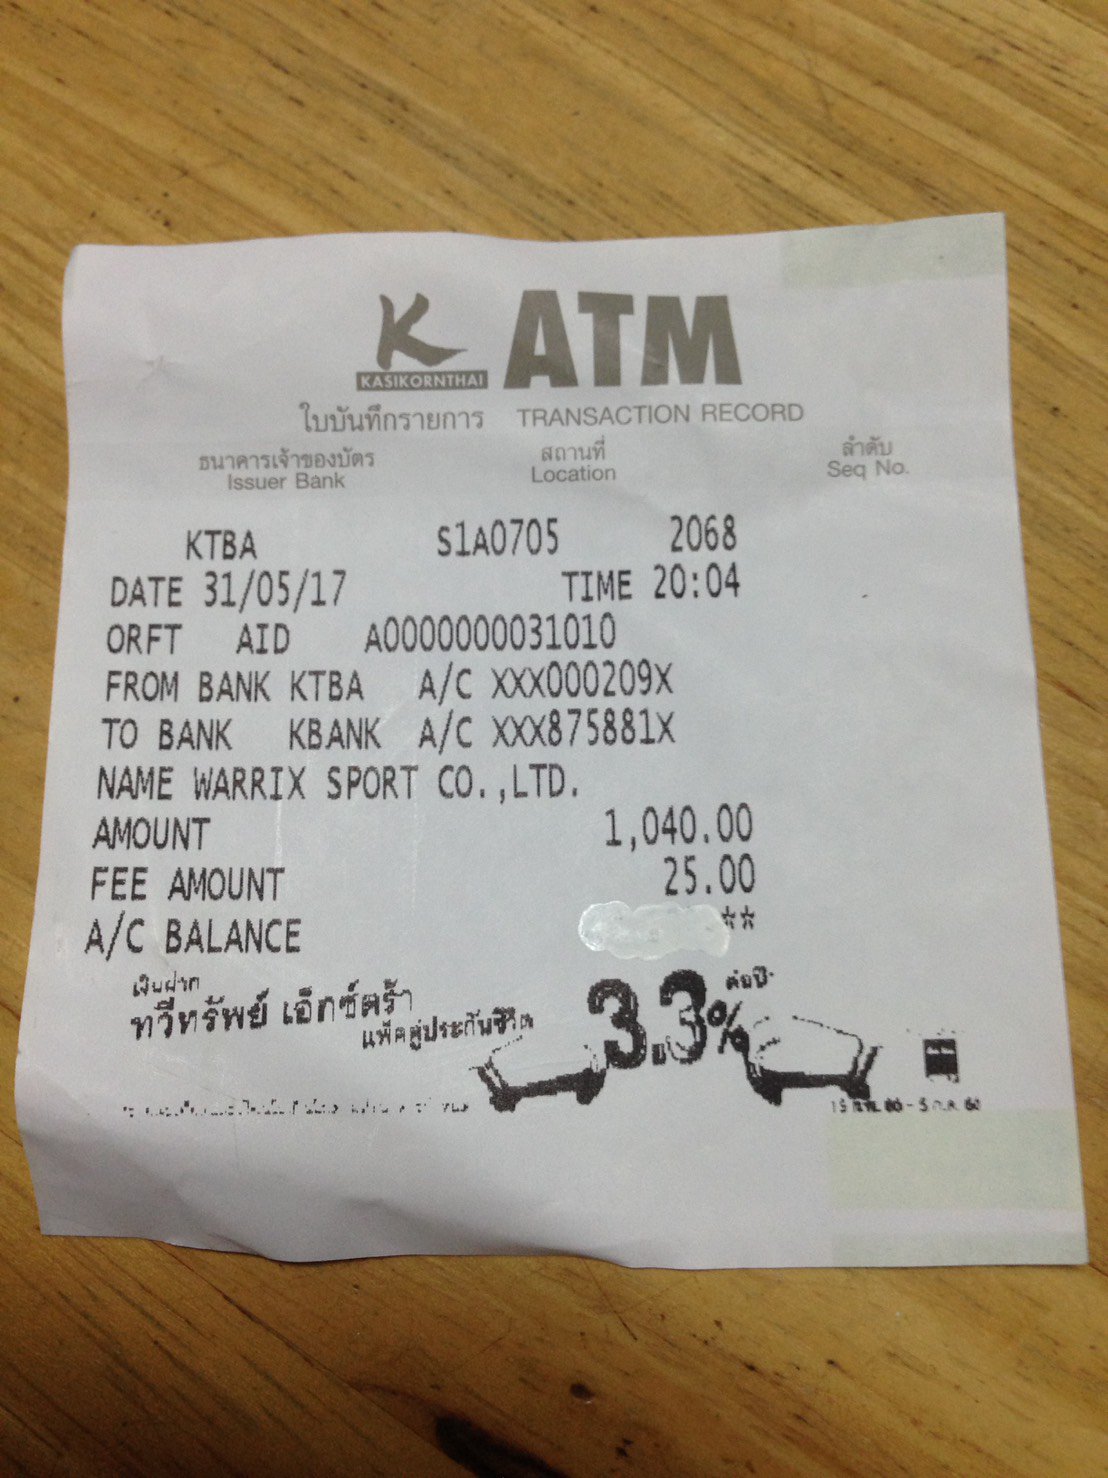 K ATM
KASIKORNTHAI
ใบบันทึกรายการ TRANSACTION RECORD
ธนาคารเจ้าของบัตร สถานที่ ลำดับ
Issuer Bank Location Seq No.
KTBA S1A0705 2068
DATE 31/05/17 TIME 20:04
ORFT AID A0000000031010
FROM BANK KTBA A/C XXX000209X
TO BANK KBANK A/C XXX875881X
NAME WARRIX SPORT CO.,LTD.
AMOUNT 1,040.00
FEE AMOUNT 25.00
A/C BALANCE **
เงินฝาก
ทวีทรัพย์ เอ็กซ์ตร้า 3.3% ต่อปี
แพ็คคู่ประกันชีวิต